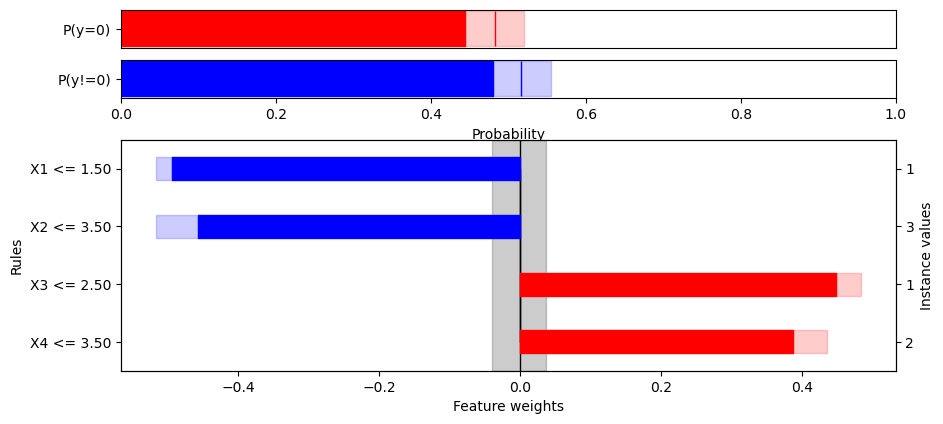 P(y=0)
P(y!=0)
0.0 0.2 0.4 0.6 0.8 1.0
Probability
X1 <= 1.50 1
X2 <= 3.50 3
X3 <= 2.50 1
X4 <= 3.50 2
Rules
Instance values
−0.4 −0.2 0.0 0.2 0.4
Feature weights